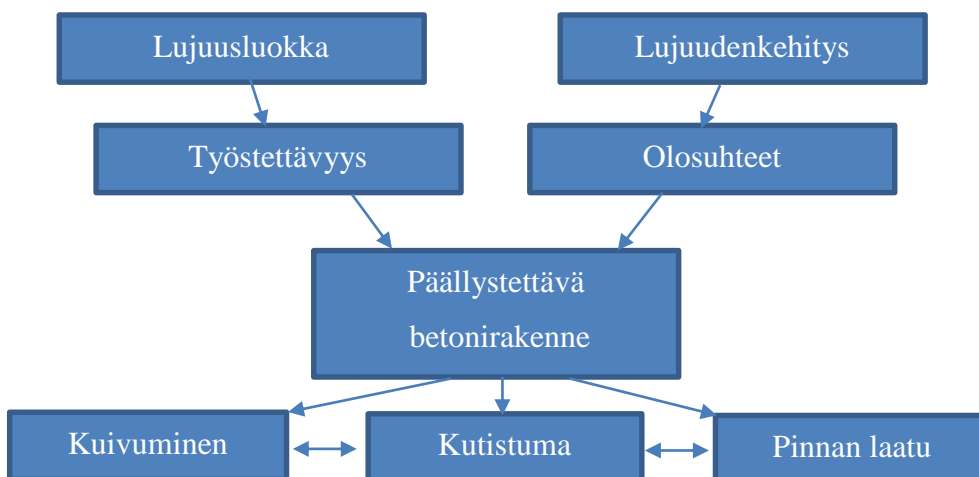 Lujuusluokka
Lujuudenkehitys
Työstettävyys
Olosuhteet
Päällystettävä
betonirakenne
Kuivuminen
Kutistuma
Pinnan laatu